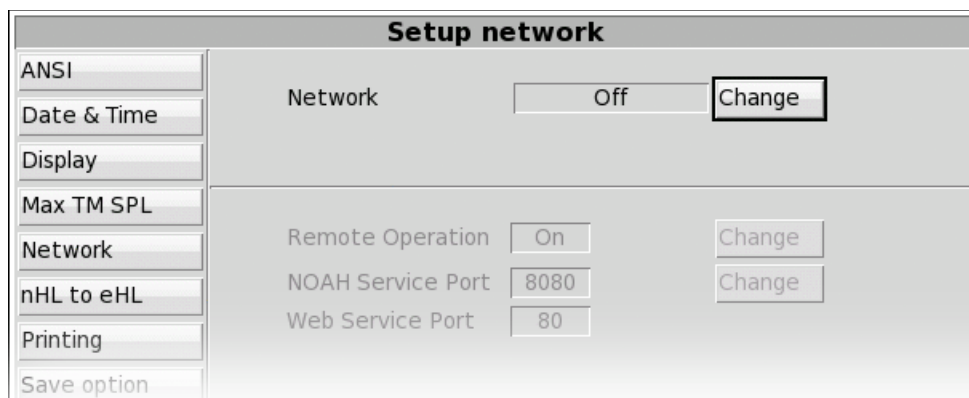 Setup network
ANSI
Date & Time
Display
Max TM SPL
Network
nHL to eHL
Printing
Save option
Network Off Change
Remote Operation On Change
NOAH Service Port 8080 Change
Web Service Port 80